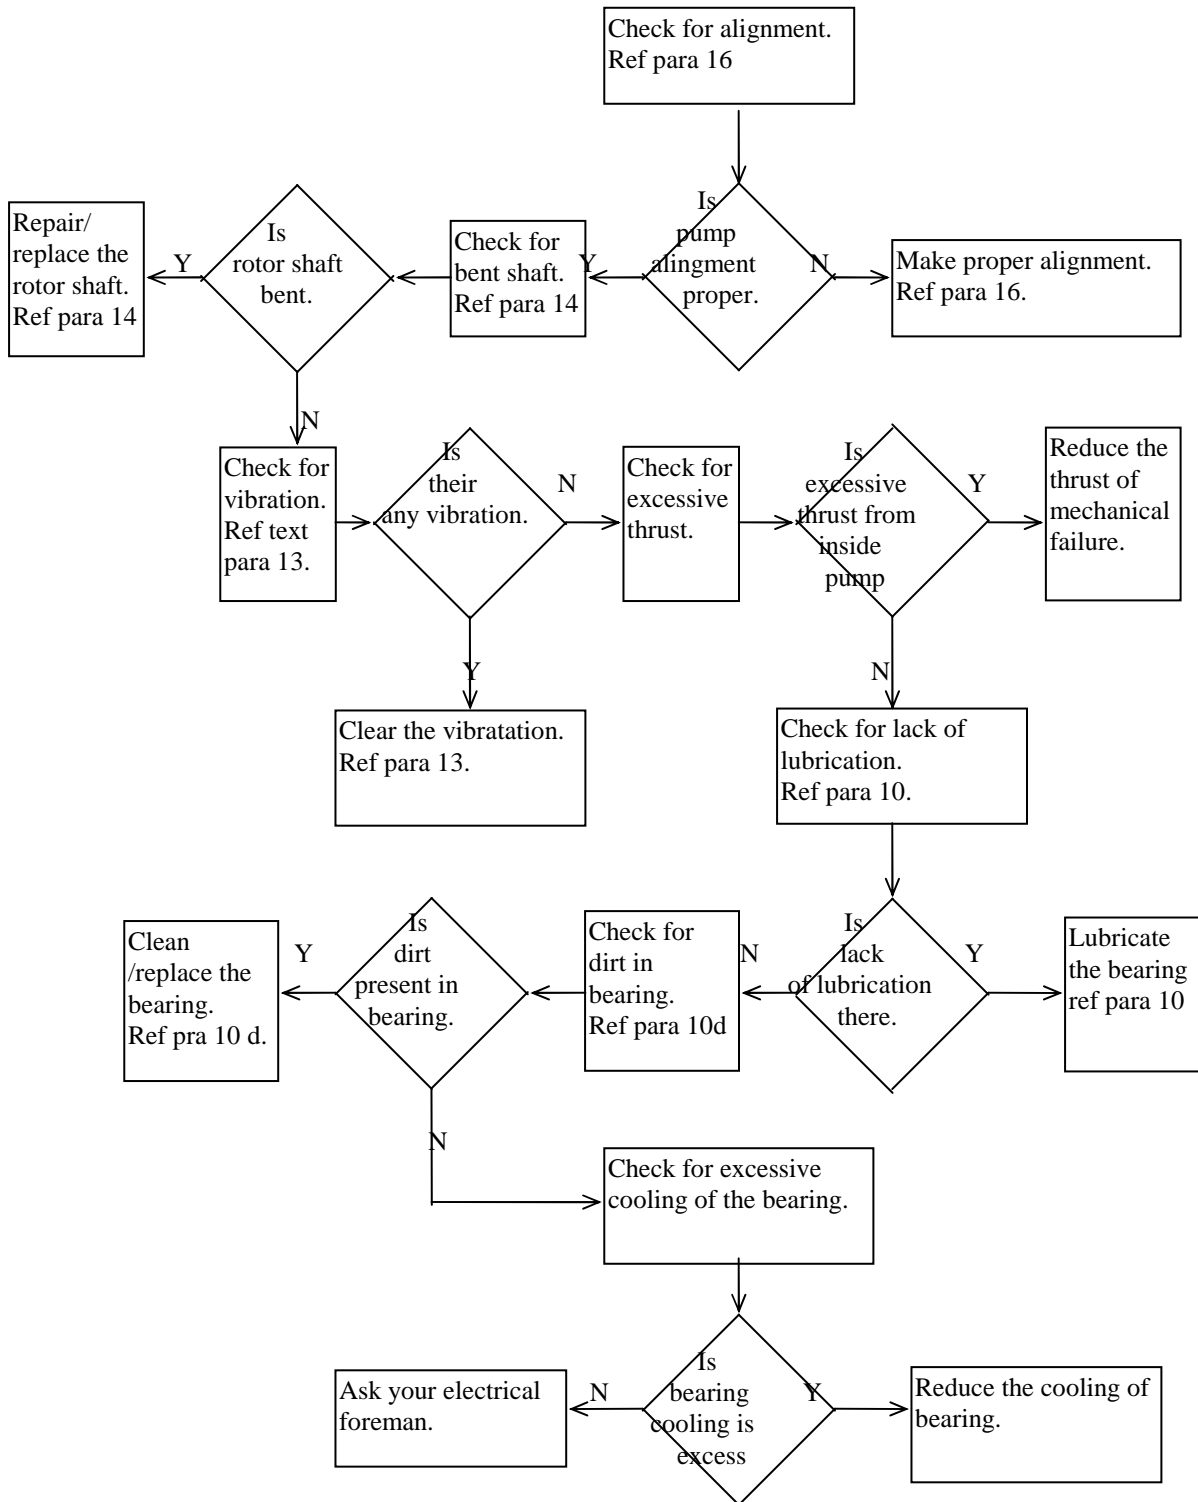 Check for alignment.
Ref para 16
Repair/
replace the
rotor shaft.
Ref para 14
Y
Is
rotor shaft
bent.
Check for
bent shaft.
Ref para 14
Y
Is
pump
alingment
proper.
N
Make proper alignment.
Ref para 16.
N
Check for
vibration.
Ref text
para 13.
Is
their
any vibration.
N
Check for
excessive
thrust.
Is
excessive
thrust from
inside
pump
Y
Reduce the
thrust of
mechanical
failure.
Y
N
Clear the vibratation.
Ref para 13.
Check for lack of
lubrication.
Ref para 10.
Clean
/replace the
bearing.
Ref pra 10 d.
Y
Is
dirt
present in
bearing.
Check for
dirt in
bearing.
Ref para 10d
N
Is
lack
of lubrication
there.
Y
Lubricate
the bearing
ref para 10
N
Check for excessive
cooling of the bearing.
Ask your electrical
foreman.
N
Is
bearing
cooling is
excess
Y
Reduce the cooling of
bearing.